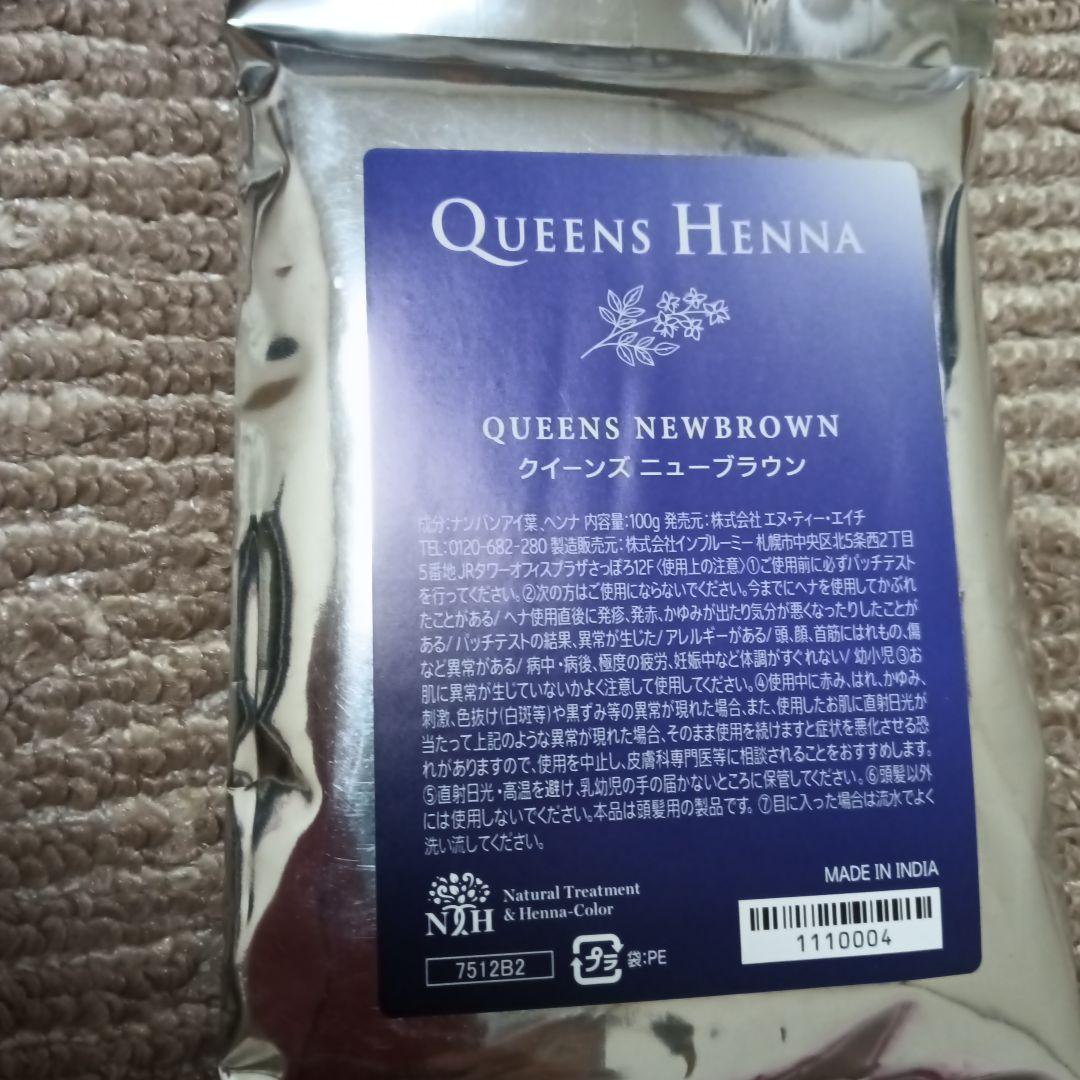 QUEENS HENNA
QUEENS NEWBROWN
クイーンズ ニューブラウン
成分:ナンバンアイ葉、ヘンナ 内容量:100g 発売元:株式会社 エヌ・ティー・エイチ
TEL:0120-682-280 製造販売元:株式会社インプルーミー 札幌市中央区北5条西2丁目
5番地JRタワーオフィスプラザさっぽろ12F〈使用上の注意〉①ご使用前に必ずパッチテスト
を行ってください。②次の方はご使用にならないでください。今までにヘナを使用してかぶれ
たことがある/ヘナ使用直後に発疹、発赤、かゆみが出たり気分が悪くなったりしたことが
ある/パッチテストの結果、異常が生じた/アレルギーがある/頭、顔、首筋にはれもの、傷
など異常がある/病中・病後、極度の疲労、妊娠中など体調がすぐれない/幼小児③お
肌に異常が生じていないかよく注意して使用してください。④使用中に赤み、はれ、かゆみ、
刺激、色抜け(白斑等)や黒ずみ等の異常が現れた場合、また、使用したお肌に直射日光が
当たって上記のような異常が現れた場合、そのまま使用を続けますと症状を悪化させる恐
れがありますので、使用を中止し、皮膚科専門医等に相談されることをおすすめします。
⑤直射日光・高温を避け、乳幼児の手の届かないところに保管してください。⑥頭髪以外
には使用しないでください。本品は頭髪用の製品です。⑦目に入った場合は流水でよく
洗い流してください。
MADE IN INDIA
NTH
Natural Treatment
& Henna-Color
1110004
7512B2
プラ
袋:PE